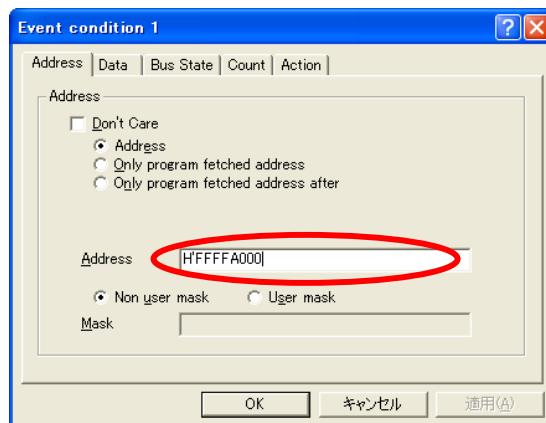 Event condition 1
Address Data Bus State Count Action
Address
Don't Care
Address
Only program fetched address
Only program fetched address after
Address H'FFFFA000
Non user mask User mask
Mask
OK キャンセル 適用(A)